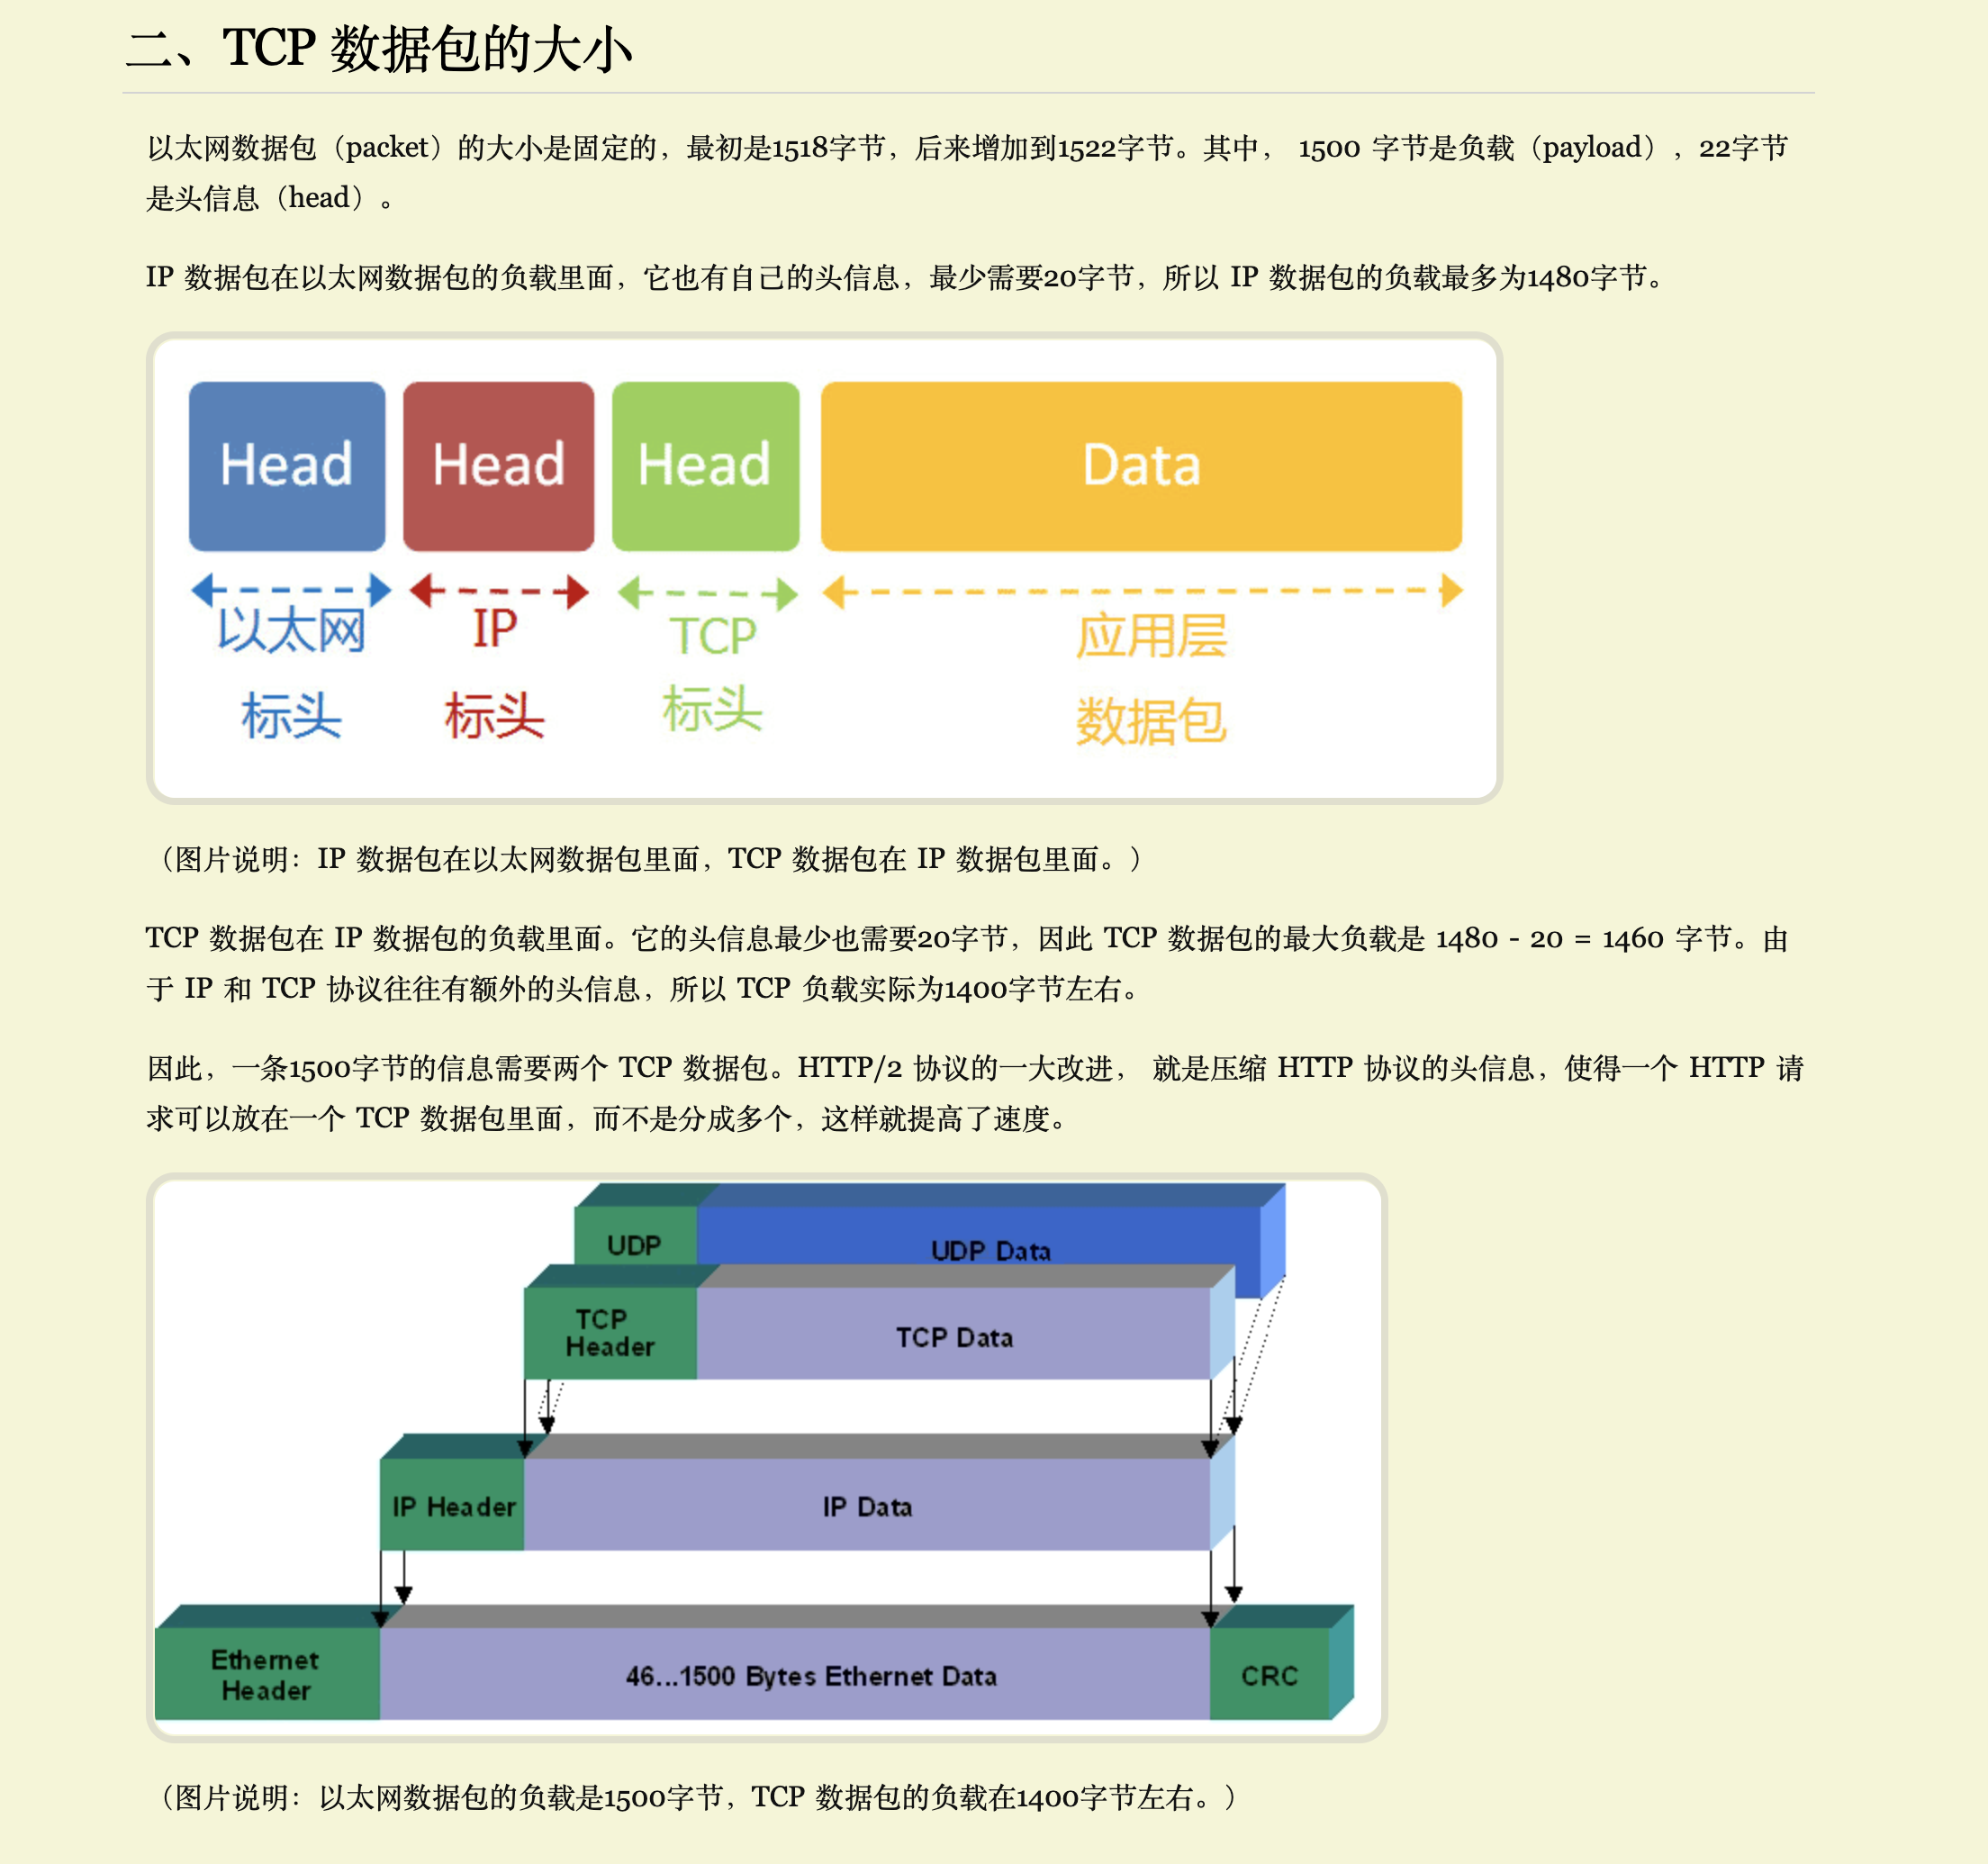 二、TCP 数据包的大小
以太网数据包（packet）的大小是固定的，最初是1518字节，后来增加到1522字节。其中， 1500 字节是负载（payload），22字节
是头信息（head）。
IP 数据包在以太网数据包的负载里面，它也有自己的头信息，最少需要20字节，所以 IP 数据包的负载最多为1480字节。
Head Head Head Data
以太网 IP TCP 应用层
标头 标头 标头 数据包
（图片说明：IP 数据包在以太网数据包里面，TCP 数据包在 IP 数据包里面。）
TCP 数据包在 IP 数据包的负载里面。它的头信息最少也需要20字节，因此 TCP 数据包的最大负载是 1480 - 20 = 1460 字节。由
于 IP 和 TCP 协议往往有额外的头信息，所以 TCP 负载实际为1400字节左右。
因此，一条1500字节的信息需要两个 TCP 数据包。HTTP/2 协议的一大改进， 就是压缩 HTTP 协议的头信息，使得一个 HTTP 请
求可以放在一个 TCP 数据包里面，而不是分成多个，这样就提高了速度。
UDP UDP Data
TCP
Header TCP Data
IP Header IP Data
Ethernet
Header 46...1500 Bytes Ethernet Data CRC
（图片说明：以太网数据包的负载是1500字节，TCP 数据包的负载在1400字节左右。）